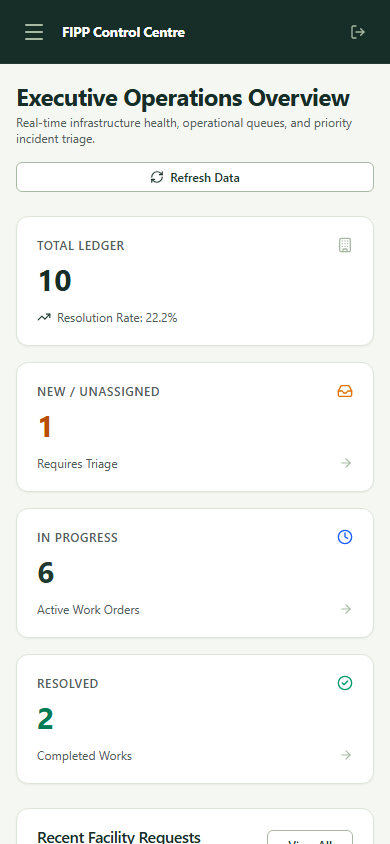 FIPP Control Centre
Executive Operations Overview
Real-time infrastructure health, operational queues, and priority
incident triage.
Refresh Data
TOTAL LEDGER
10
Resolution Rate: 22.2%
NEW / UNASSIGNED
1
Requires Triage
IN PROGRESS
6
Active Work Orders
RESOLVED
2
Completed Works
Recent Facility Requests
View All